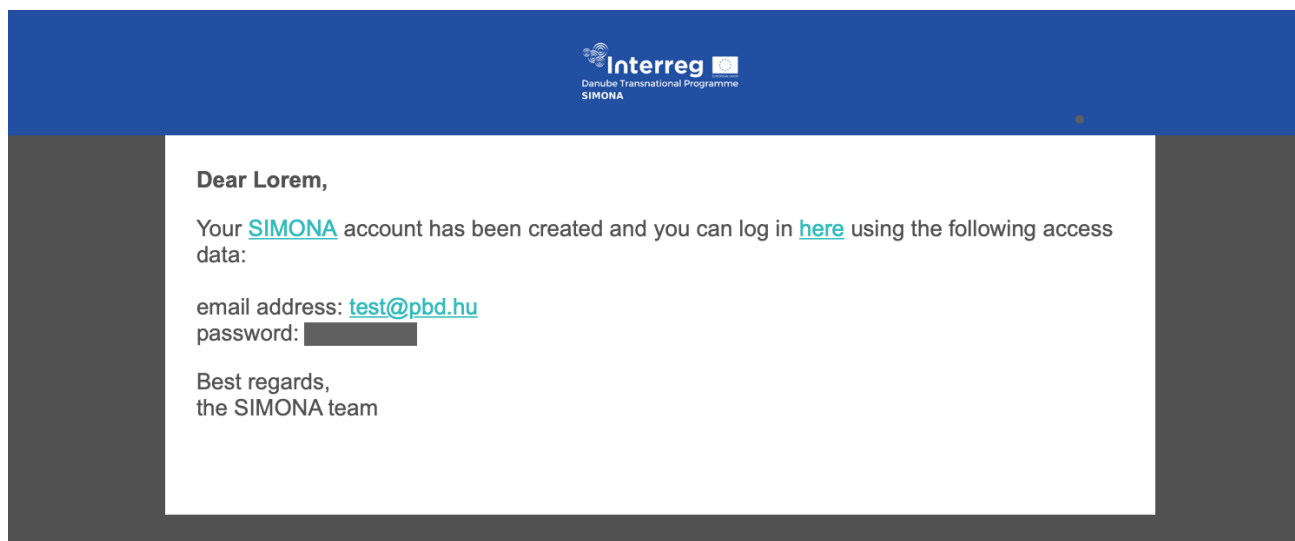 Interreg
Danube Transnational Programme
SIMONA
Dear Lorem,
Your SIMONA account has been created and you can log in here using the following access
data:
email address: test@pbd.hu
password:
Best regards,
the SIMONA team